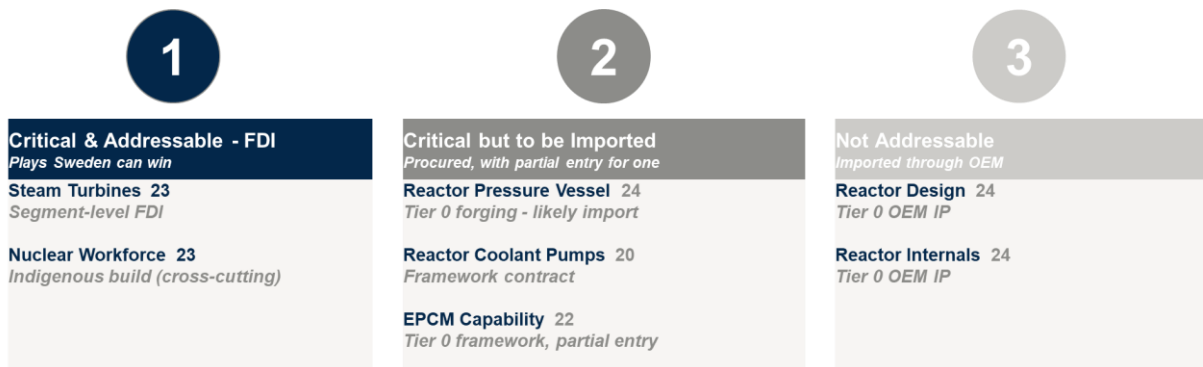 1
Critical & Addressable - FDI
Plays Sweden can win
Steam Turbines 23
Segment-level FDI
Nuclear Workforce 23
Indigenous build (cross-cutting)
2
Critical but to be Imported
Procured, with partial entry for one
Reactor Pressure Vessel 24
Tier 0 forging - likely import
Reactor Coolant Pumps 20
Framework contract
EPCM Capability 22
Tier 0 framework, partial entry
3
Not Addressable
Imported through OEM
Reactor Design 24
Tier 0 OEM IP
Reactor Internals 24
Tier 0 OEM IP